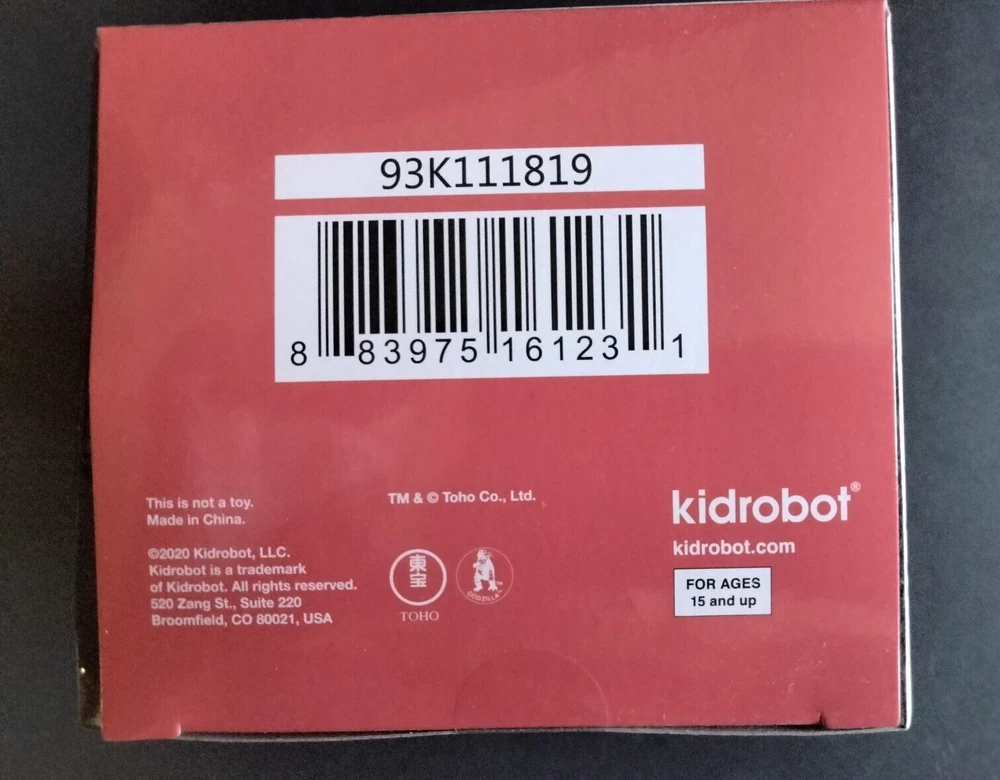 93K111819
8 83975 16123 1
This is not a toy.
Made in China.
©2020 Kidrobot, LLC.
Kidrobot is a trademark
of Kidrobot. All rights reserved.
520 Zang St., Suite 220
Broomfield, CO 80021, USA
TM & © Toho Co., Ltd.
東宝
TOHO
GODZILLA™
kidrobot®
kidrobot.com
FOR AGES
15 and up